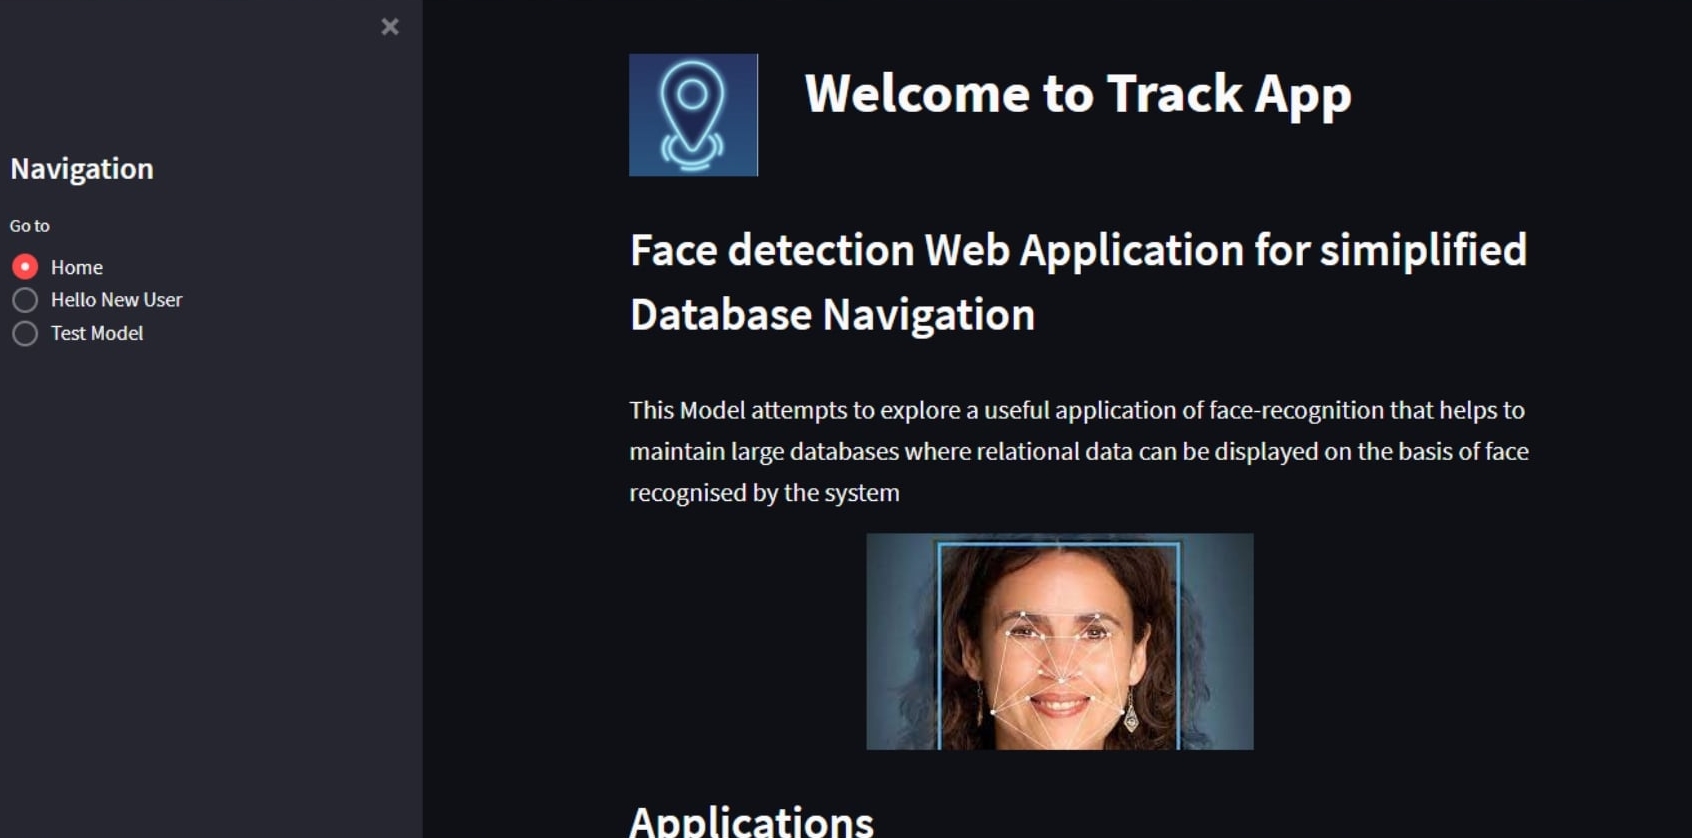 Navigation
Go to
Home
Hello New User
Test Model
Welcome to Track App
Face detection Web Application for simiplified
Database Navigation
This Model attempts to explore a useful application of face-recognition that helps to
maintain large databases where relational data can be displayed on the basis of face
recognised by the system
Applications